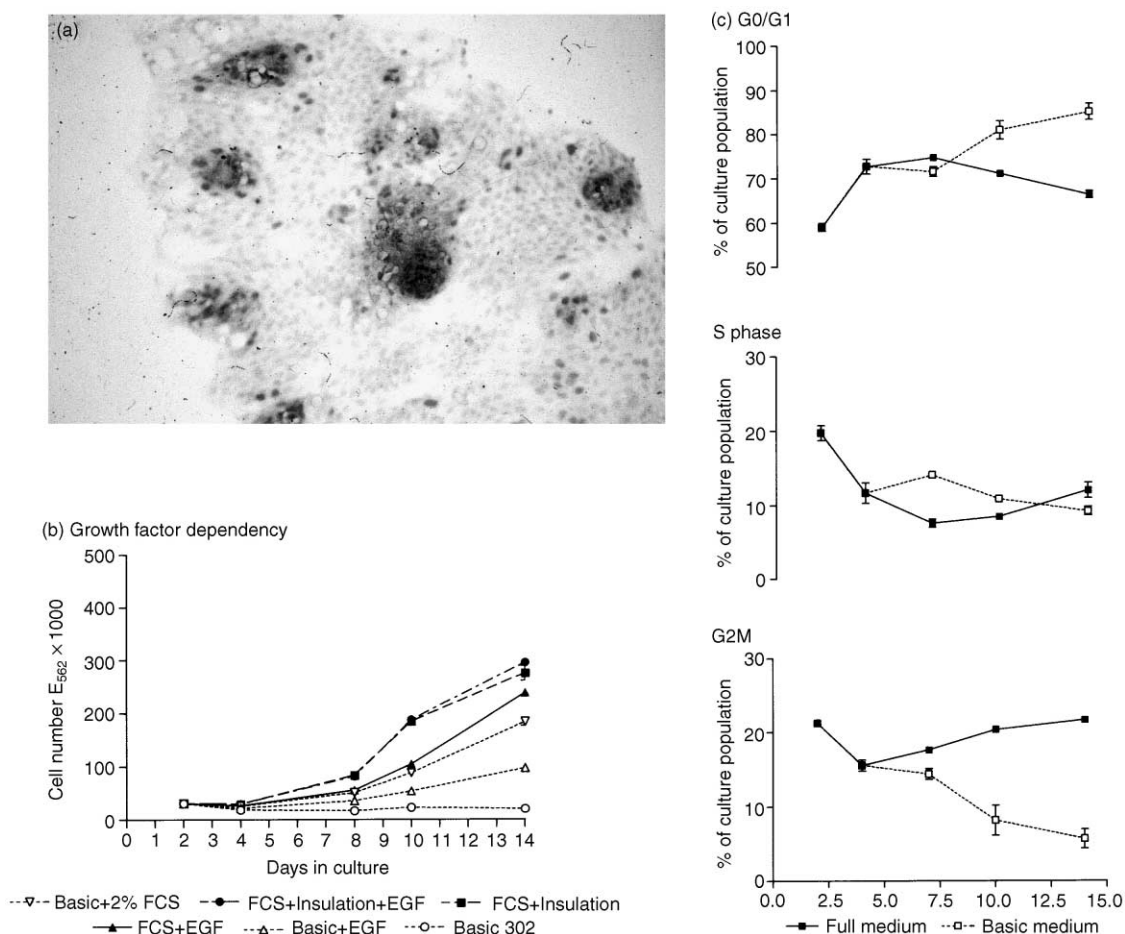 (a)
(b) Growth factor dependency
Cell number E562 × 1000
500
400
300
200
100
0
0 1 2 3 4 5 6 7 8 9 10 11 12 13 14
Days in culture
Basic+2% FCS FCS+Insulation+EGF FCS+Insulation
FCS+EGF Basic+EGF Basic 302
(c) G0/G1
% of culture population
100
90
80
70
60
50
S phase
% of culture population
30
20
10
0
G2M
% of culture population
30
20
10
0
0.0 2.5 5.0 7.5 10.0 12.5 15.0
Full medium Basic medium